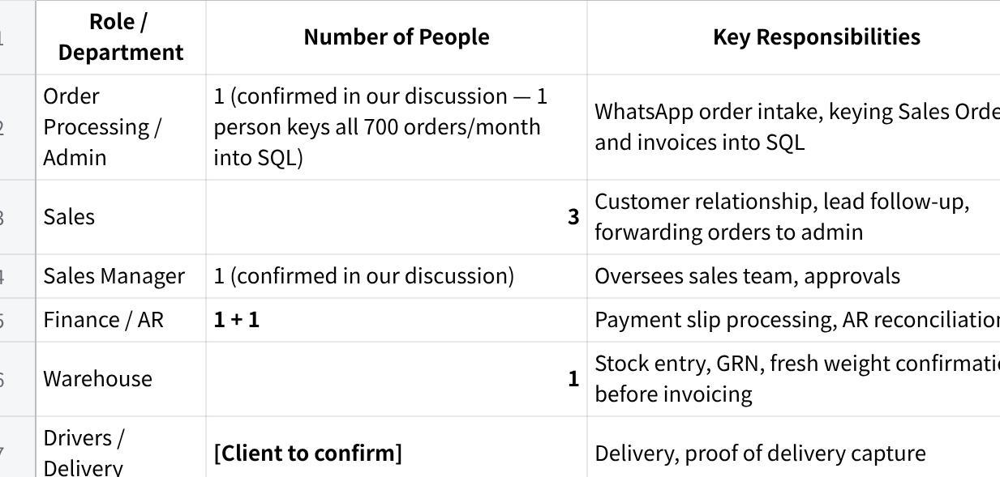 Role /
Department
Number of People
Key Responsibilities
Order
Processing /
Admin
1 (confirmed in our discussion — 1
person keys all 700 orders/month
into SQL)
WhatsApp order intake, keying Sales
and invoices into SQL
2
Sales
3
Customer relationship, lead follow-up,
forwarding orders to admin
Sales Manager
1 (confirmed in our discussion)
Oversees sales team, approvals
Finance / AR
1 + 1
Payment slip processing, AR
Warehouse
1
Stock entry, GRN, fresh weight
before invoicing
Drivers /
Delivery
[Client to confirm]
Delivery, proof of delivery capture